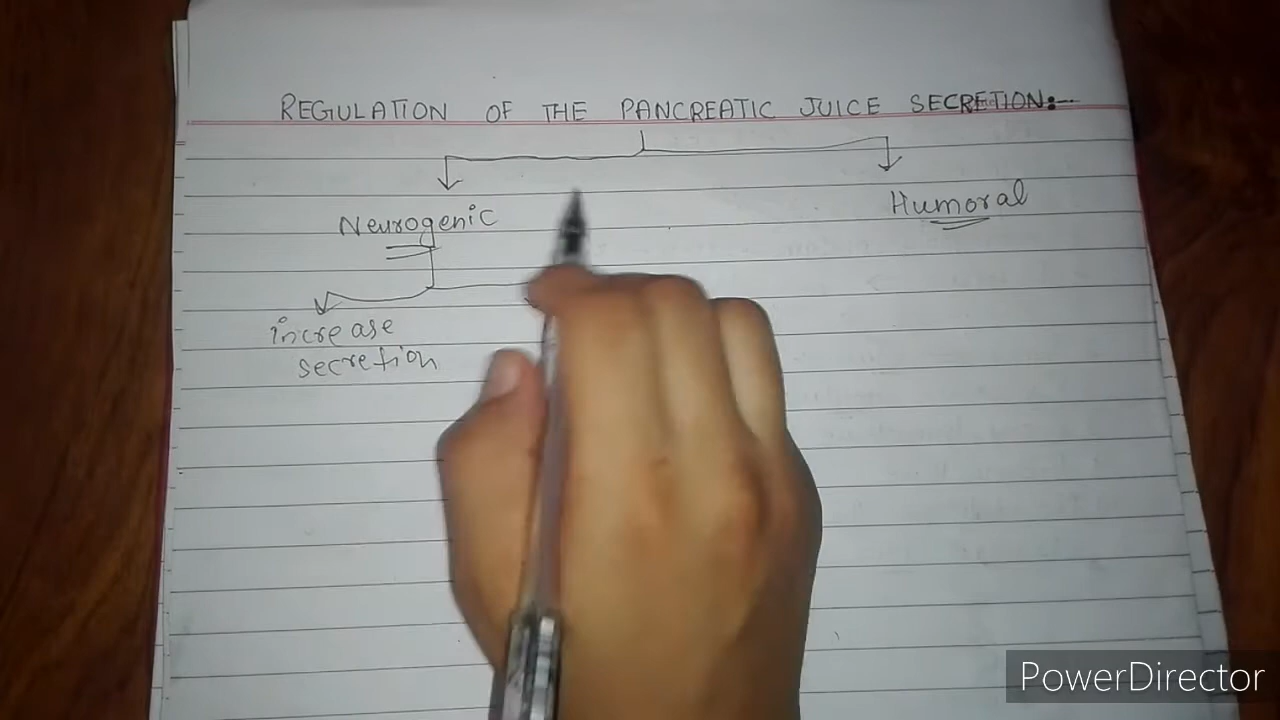 REGULATION OF THE PANCREATIC JUICE SECRETION:--
Neurogenic
Humoral
increase
secretion
PowerDirector